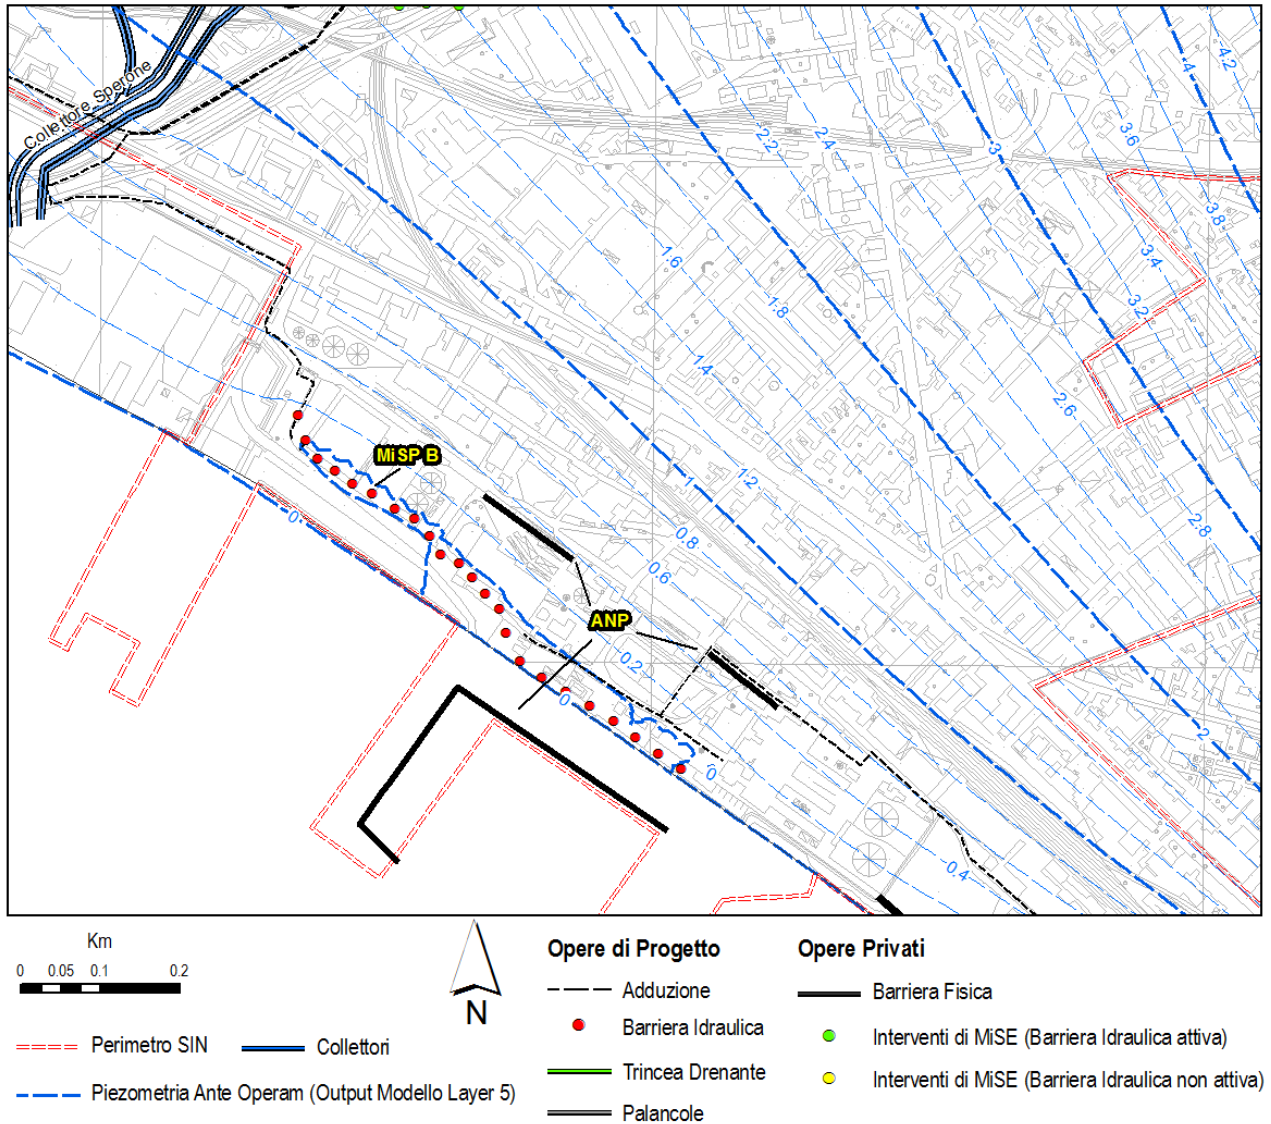 Collettore Sperone
4.2
4
3.6
2.2
2.4
3
3.8
3.4
1.6
3.2
1.8
1.4
2.6
MiSP B
1.2
1
0
2.8
0.8
0.6
ANP
0.2
0
2
0
0.4
Km
0 0.05 0.1 0.2
N
Perimetro SIN
Collettori
Piezometria Ante Operam (Output Modello Layer 5)
Opere di Progetto
Adduzione
Barriera Idraulica
Trincea Drenante
Palancole
Opere Privati
Barriera Fisica
Interventi di MiSE (Barriera Idraulica attiva)
Interventi di MiSE (Barriera Idraulica non attiva)